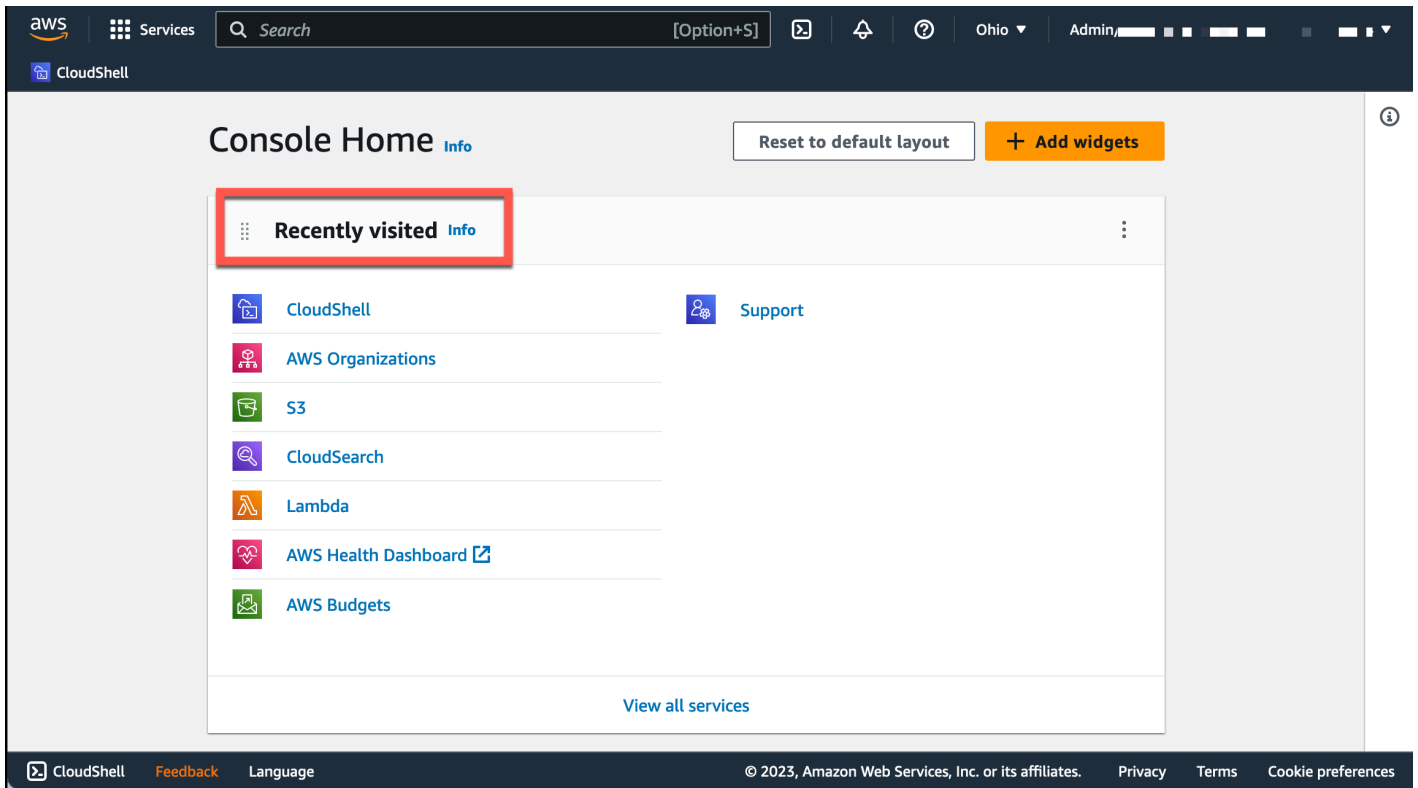 aws Services Search [Option+S] Ohio Admin/
CloudShell
Console Home Info Reset to default layout + Add widgets
Recently visited Info
CloudShell Support
AWS Organizations
S3
CloudSearch
Lambda
AWS Health Dashboard
AWS Budgets
View all services
CloudShell Feedback Language © 2023, Amazon Web Services, Inc. or its affiliates. Privacy Terms Cookie preferences